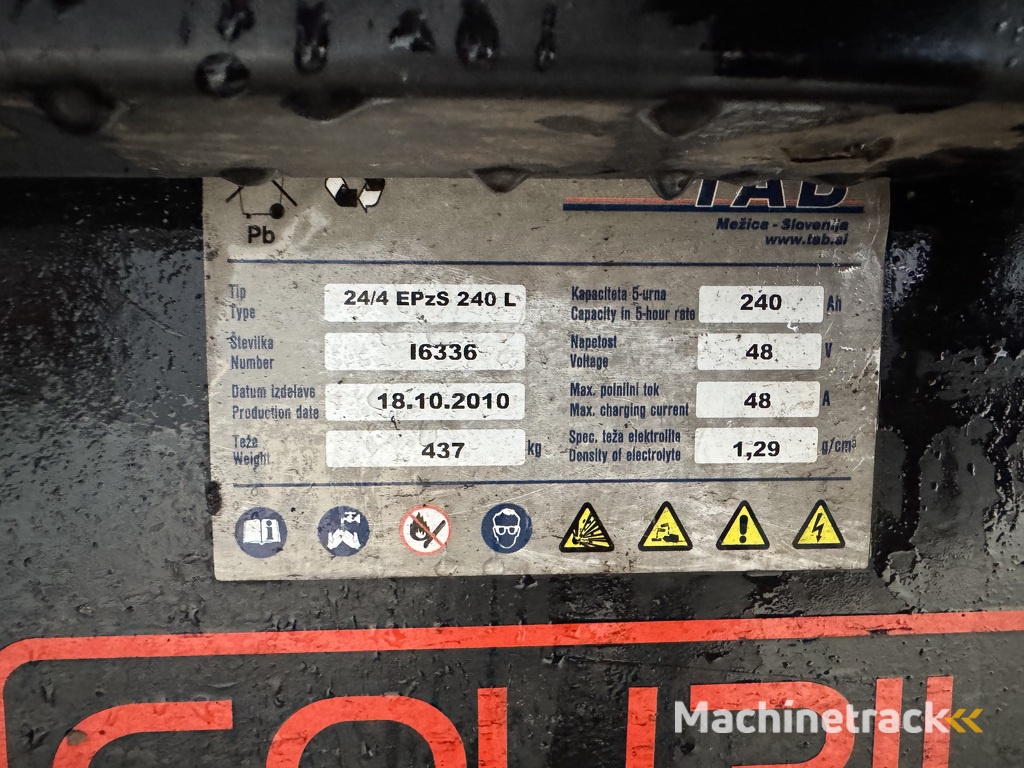 Pb
TAB
Mežica - Slovenija
www.tab.si
Tip
Type
24/4 EPzS 240 L
Kapaciteta 5-urna
Capacity in 5-hour rate
240
Ah
Številka
Number
I6336
Napetost
Voltage
48
V
Datum izdelave
Production date
18.10.2010
Max. polnilni tok
Max. charging current
48
A
Teža
Weight
437
kg
Spec. teža elektrolita
Density of electrolyte
1,29
g/cm³
Machinetrack